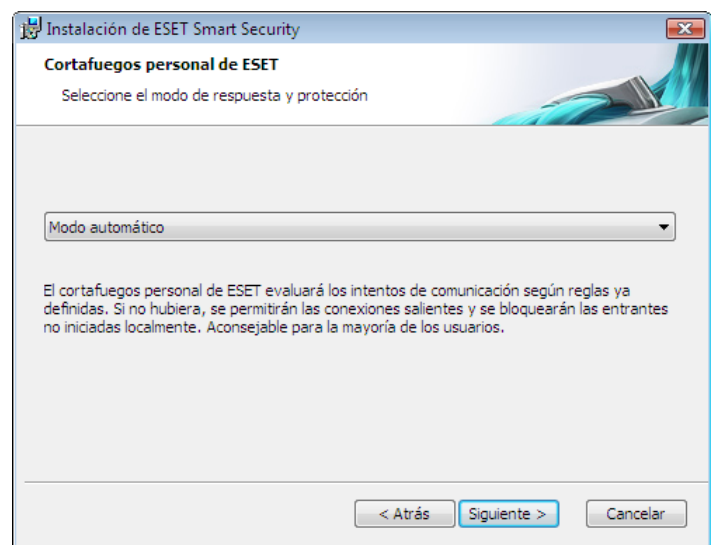 Instalación de ESET Smart Security
Cortafuegos personal de ESET
Seleccione el modo de respuesta y protección
Modo automático
El cortafuegos personal de ESET evaluará los intentos de comunicación según reglas ya
definidas. Si no hubiera, se permitirán las conexiones salientes y se bloquearán las entrantes
no iniciadas localmente. Aconsejable para la mayoría de los usuarios.
< Atrás
Siguiente >
Cancelar